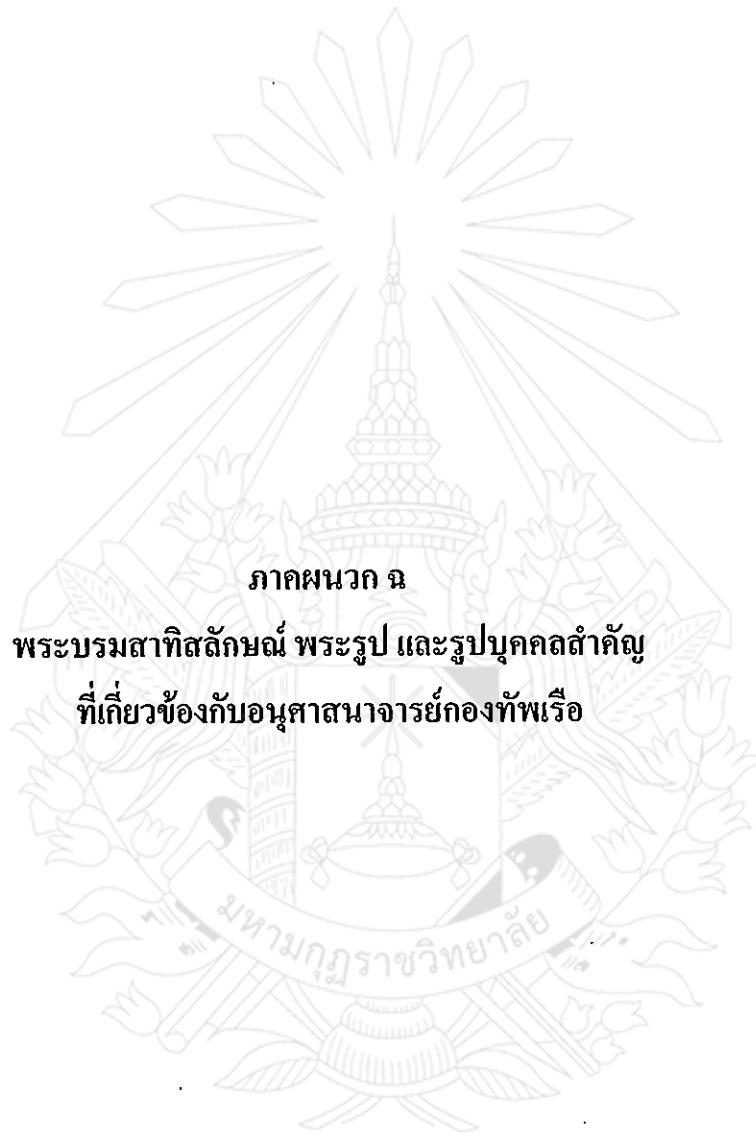 ภาคผนวก ฉ
พระบรมสาทิสลักษณ์ พระรูป และรูปบุคคลสำคัญ
ที่เกี่ยวข้องกับอนุศาสนาจารย์กองทัพเรือ
มหามกุฏราชวิทยาลัย